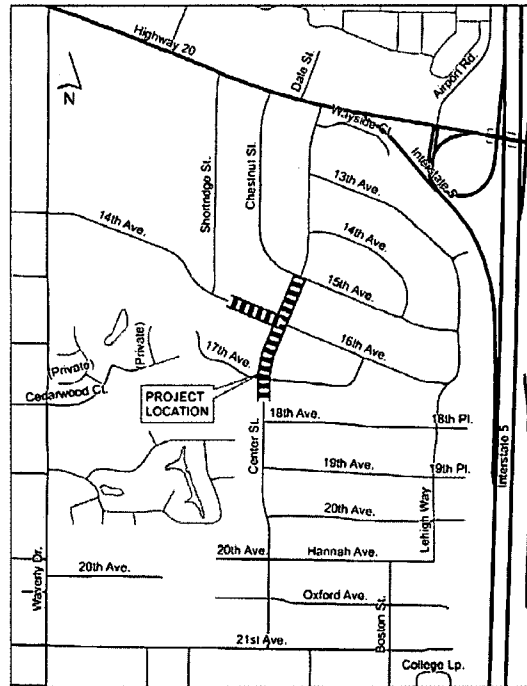 Highway 20
Date St.
Airport Rd.
N
Wayside Ct.
Interstate 5
Shortridge St.
Chestnut St.
13th Ave.
14th Ave.
14th Ave.
15th Ave.
16th Ave.
(Private)
(Private)
17th Ave.
Cedarwood Ct.
PROJECT
LOCATION
18th Ave.
18th Pl.
Center St.
Interstate 5
19th Ave.
19th Pl.
20th Ave.
Lehigh Way
20th Ave.
Hannah Ave.
20th Ave.
Waverly Dr.
Oxford Ave.
Boston St.
21st Ave.
College Lp.